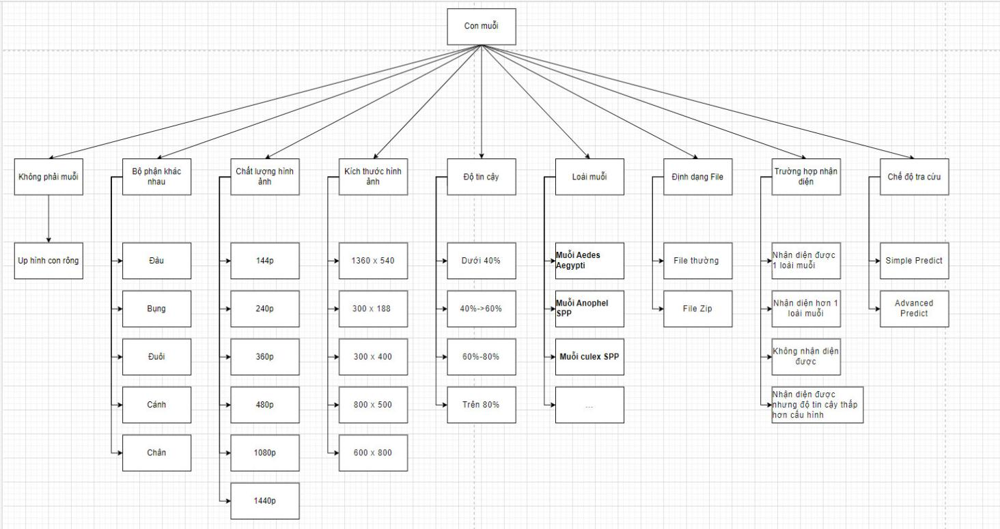 Con muỗi
Không phải muỗi
Bộ phận khác
nhau
Chất lượng hình
ảnh
Kích thước hình
ảnh
Độ tin cậy
Loài muỗi
Định dạng File
Trường hợp nhận
diện
Chế độ tra cứu
Up hình con rồng
Đầu
144p
1360 x 540
Dưới 40%
Muỗi Aedes
Aegypti
File thường
Nhận diện được
1 loài muỗi
Simple Predict
Bụng
240p
300 x 188
40%->60%
Muỗi Anophel
SPP
File Zip
Nhận diện hơn 1
loài muỗi
Advanced
Predict
Đuôi
360p
300 x 400
60%-80%
Muỗi culex SPP
Không nhận diện
được
Cánh
480p
800 x 500
Trên 80%
...
Nhận diện được
nhưng độ tin cậy thấp
hơn cấu hình
Chân
1080p
600 x 800
1440p